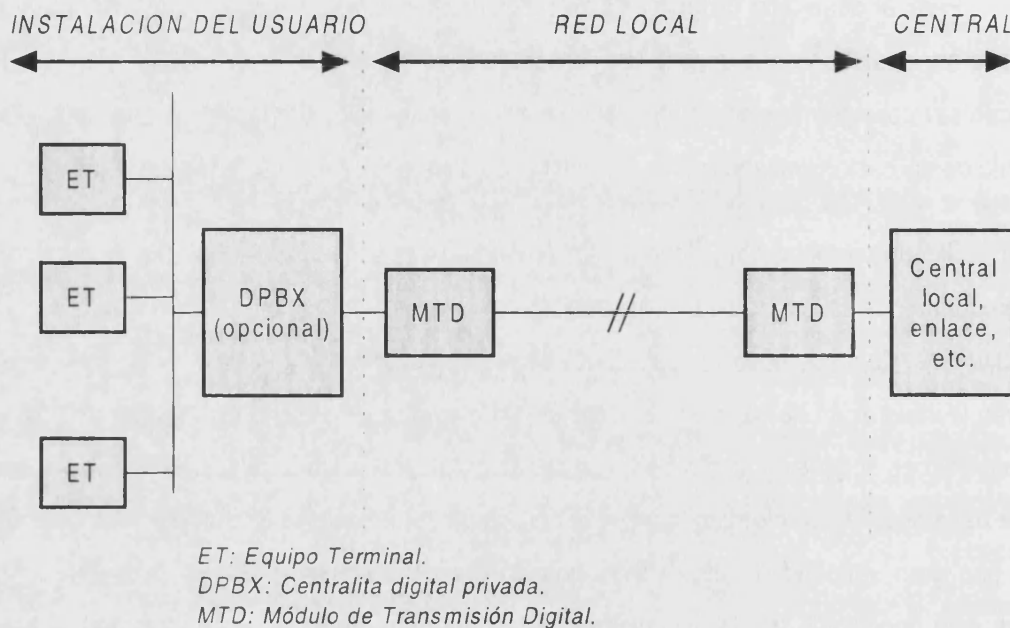 INSTALACION DEL USUARIO
RED LOCAL
CENTRAL
ET
ET
ET
DPBX
(opcional)
MTD
MTD
Central
local,
enlace,
etc.
ET: Equipo Terminal.
DPBX: Centralita digital privada.
MTD: Módulo de Transmisión Digital.